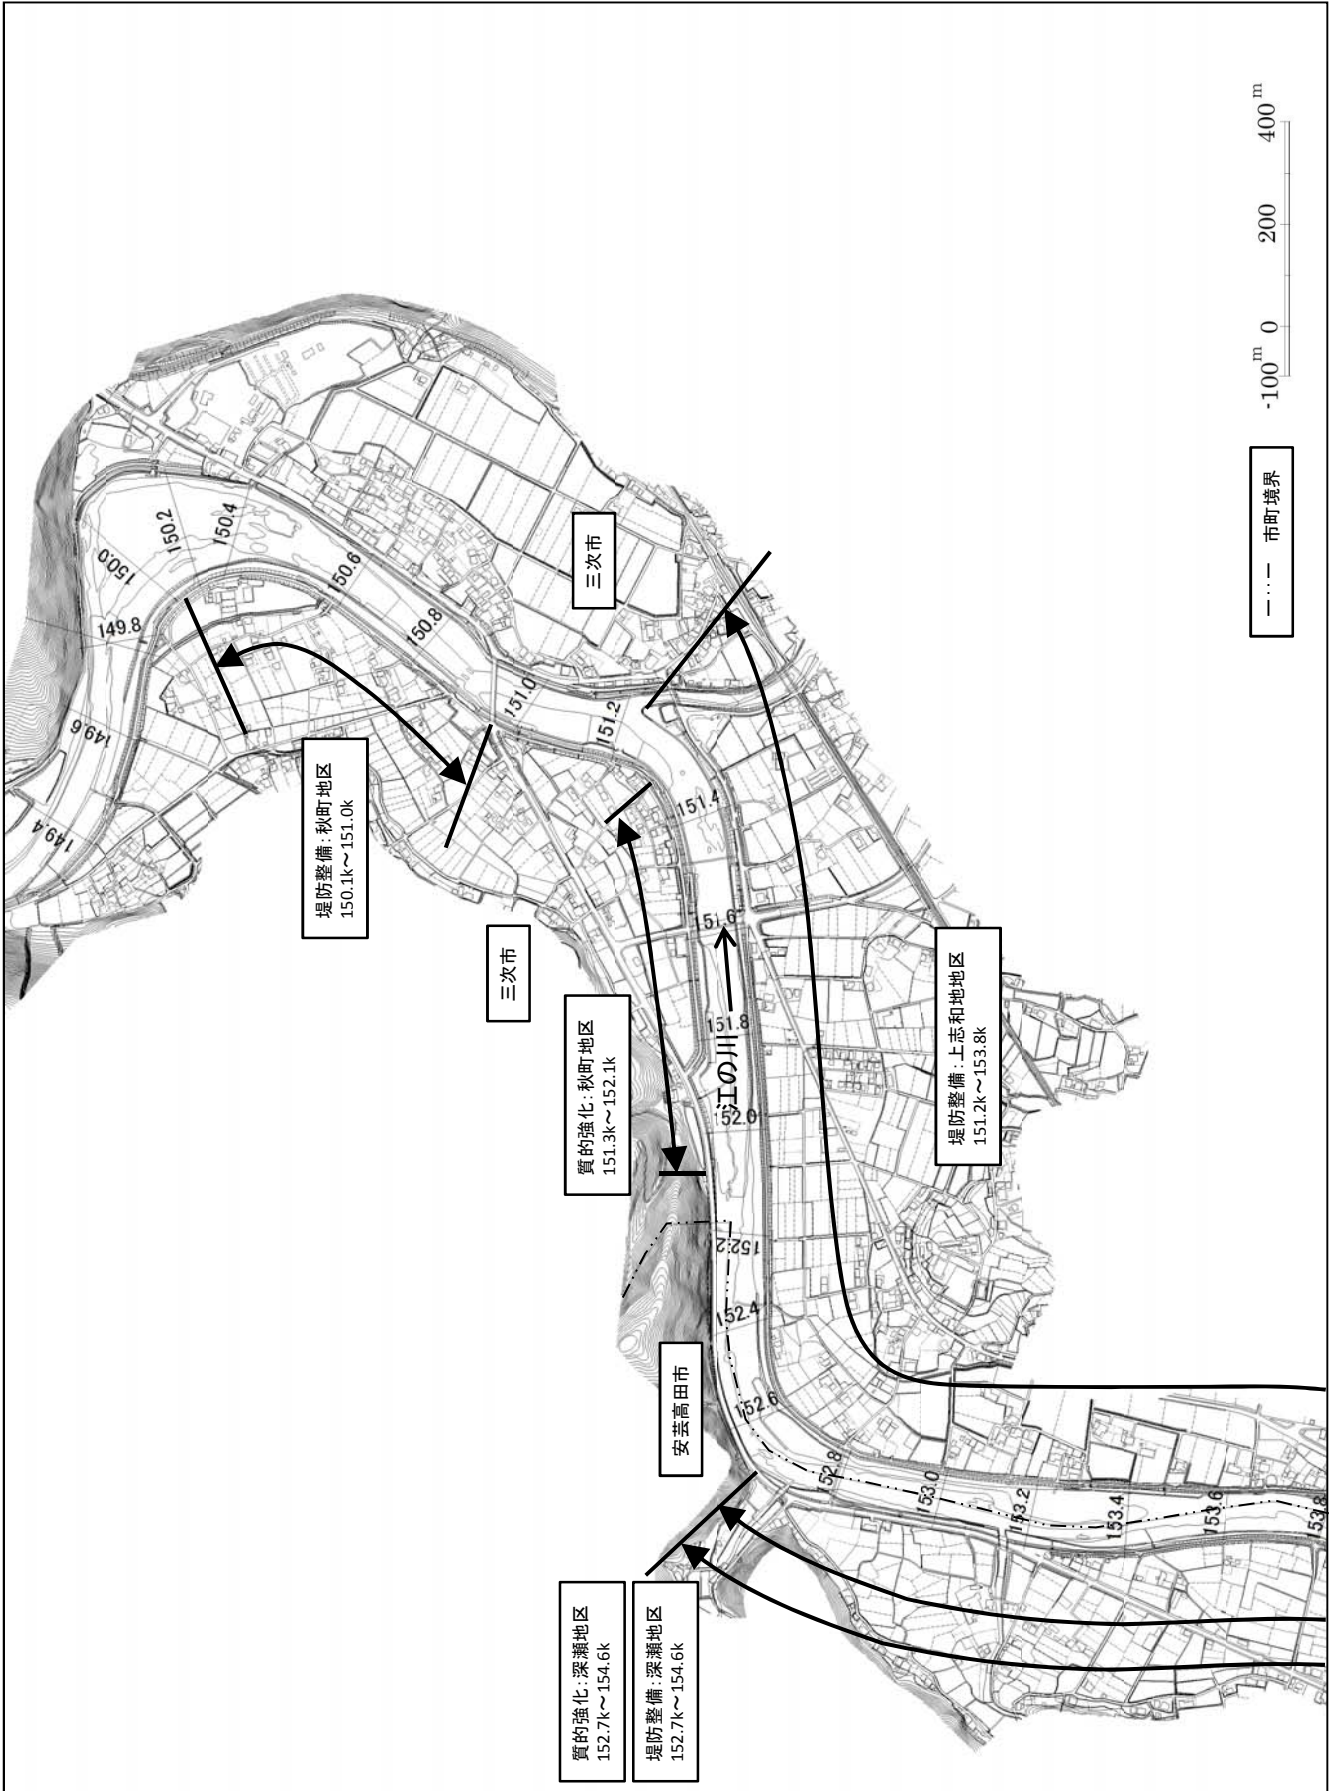 149.4
149.6
149.8
150.0
150.2
150.4
150.6
150.8
151.0
151.2
151.4
151.6
151.8
152.0
152.2
152.4
152.6
152.8
153.0
153.2
153.4
153.6
153.8
江の川
堤防整備:秋町地区
150.1k～151.0k
三次市
三次市
質的強化:秋町地区
151.3k～152.1k
堤防整備:上志和地地区
151.2k～153.8k
安芸高田市
質的強化:深瀬地区
152.7k～154.6k
堤防整備:深瀬地区
152.7k～154.6k
市町境界
-100m 0 200 400m